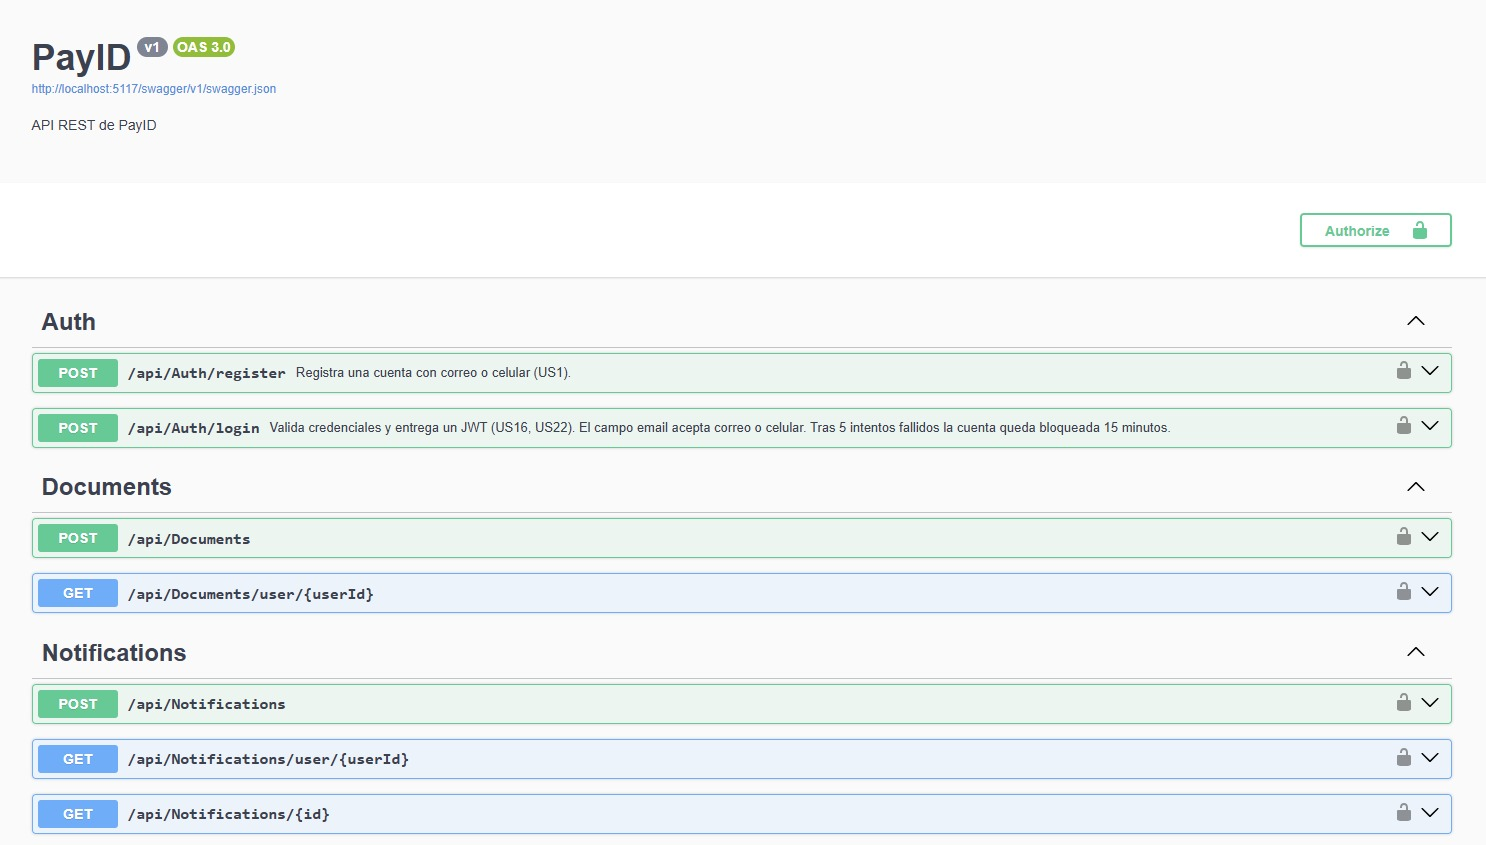 PayID v1 OAS 3.0
http://localhost:5117/swagger/v1/swagger.json
API REST de PayID
Authorize
Auth
POST /api/Auth/register Registra una cuenta con correo o celular (US1).
POST /api/Auth/login Valida credenciales y entrega un JWT (US16, US22). El campo email acepta correo o celular. Tras 5 intentos fallidos la cuenta queda bloqueada 15 minutos.
Documents
POST /api/Documents
GET /api/Documents/user/{userId}
Notifications
POST /api/Notifications
GET /api/Notifications/user/{userId}
GET /api/Notifications/{id}